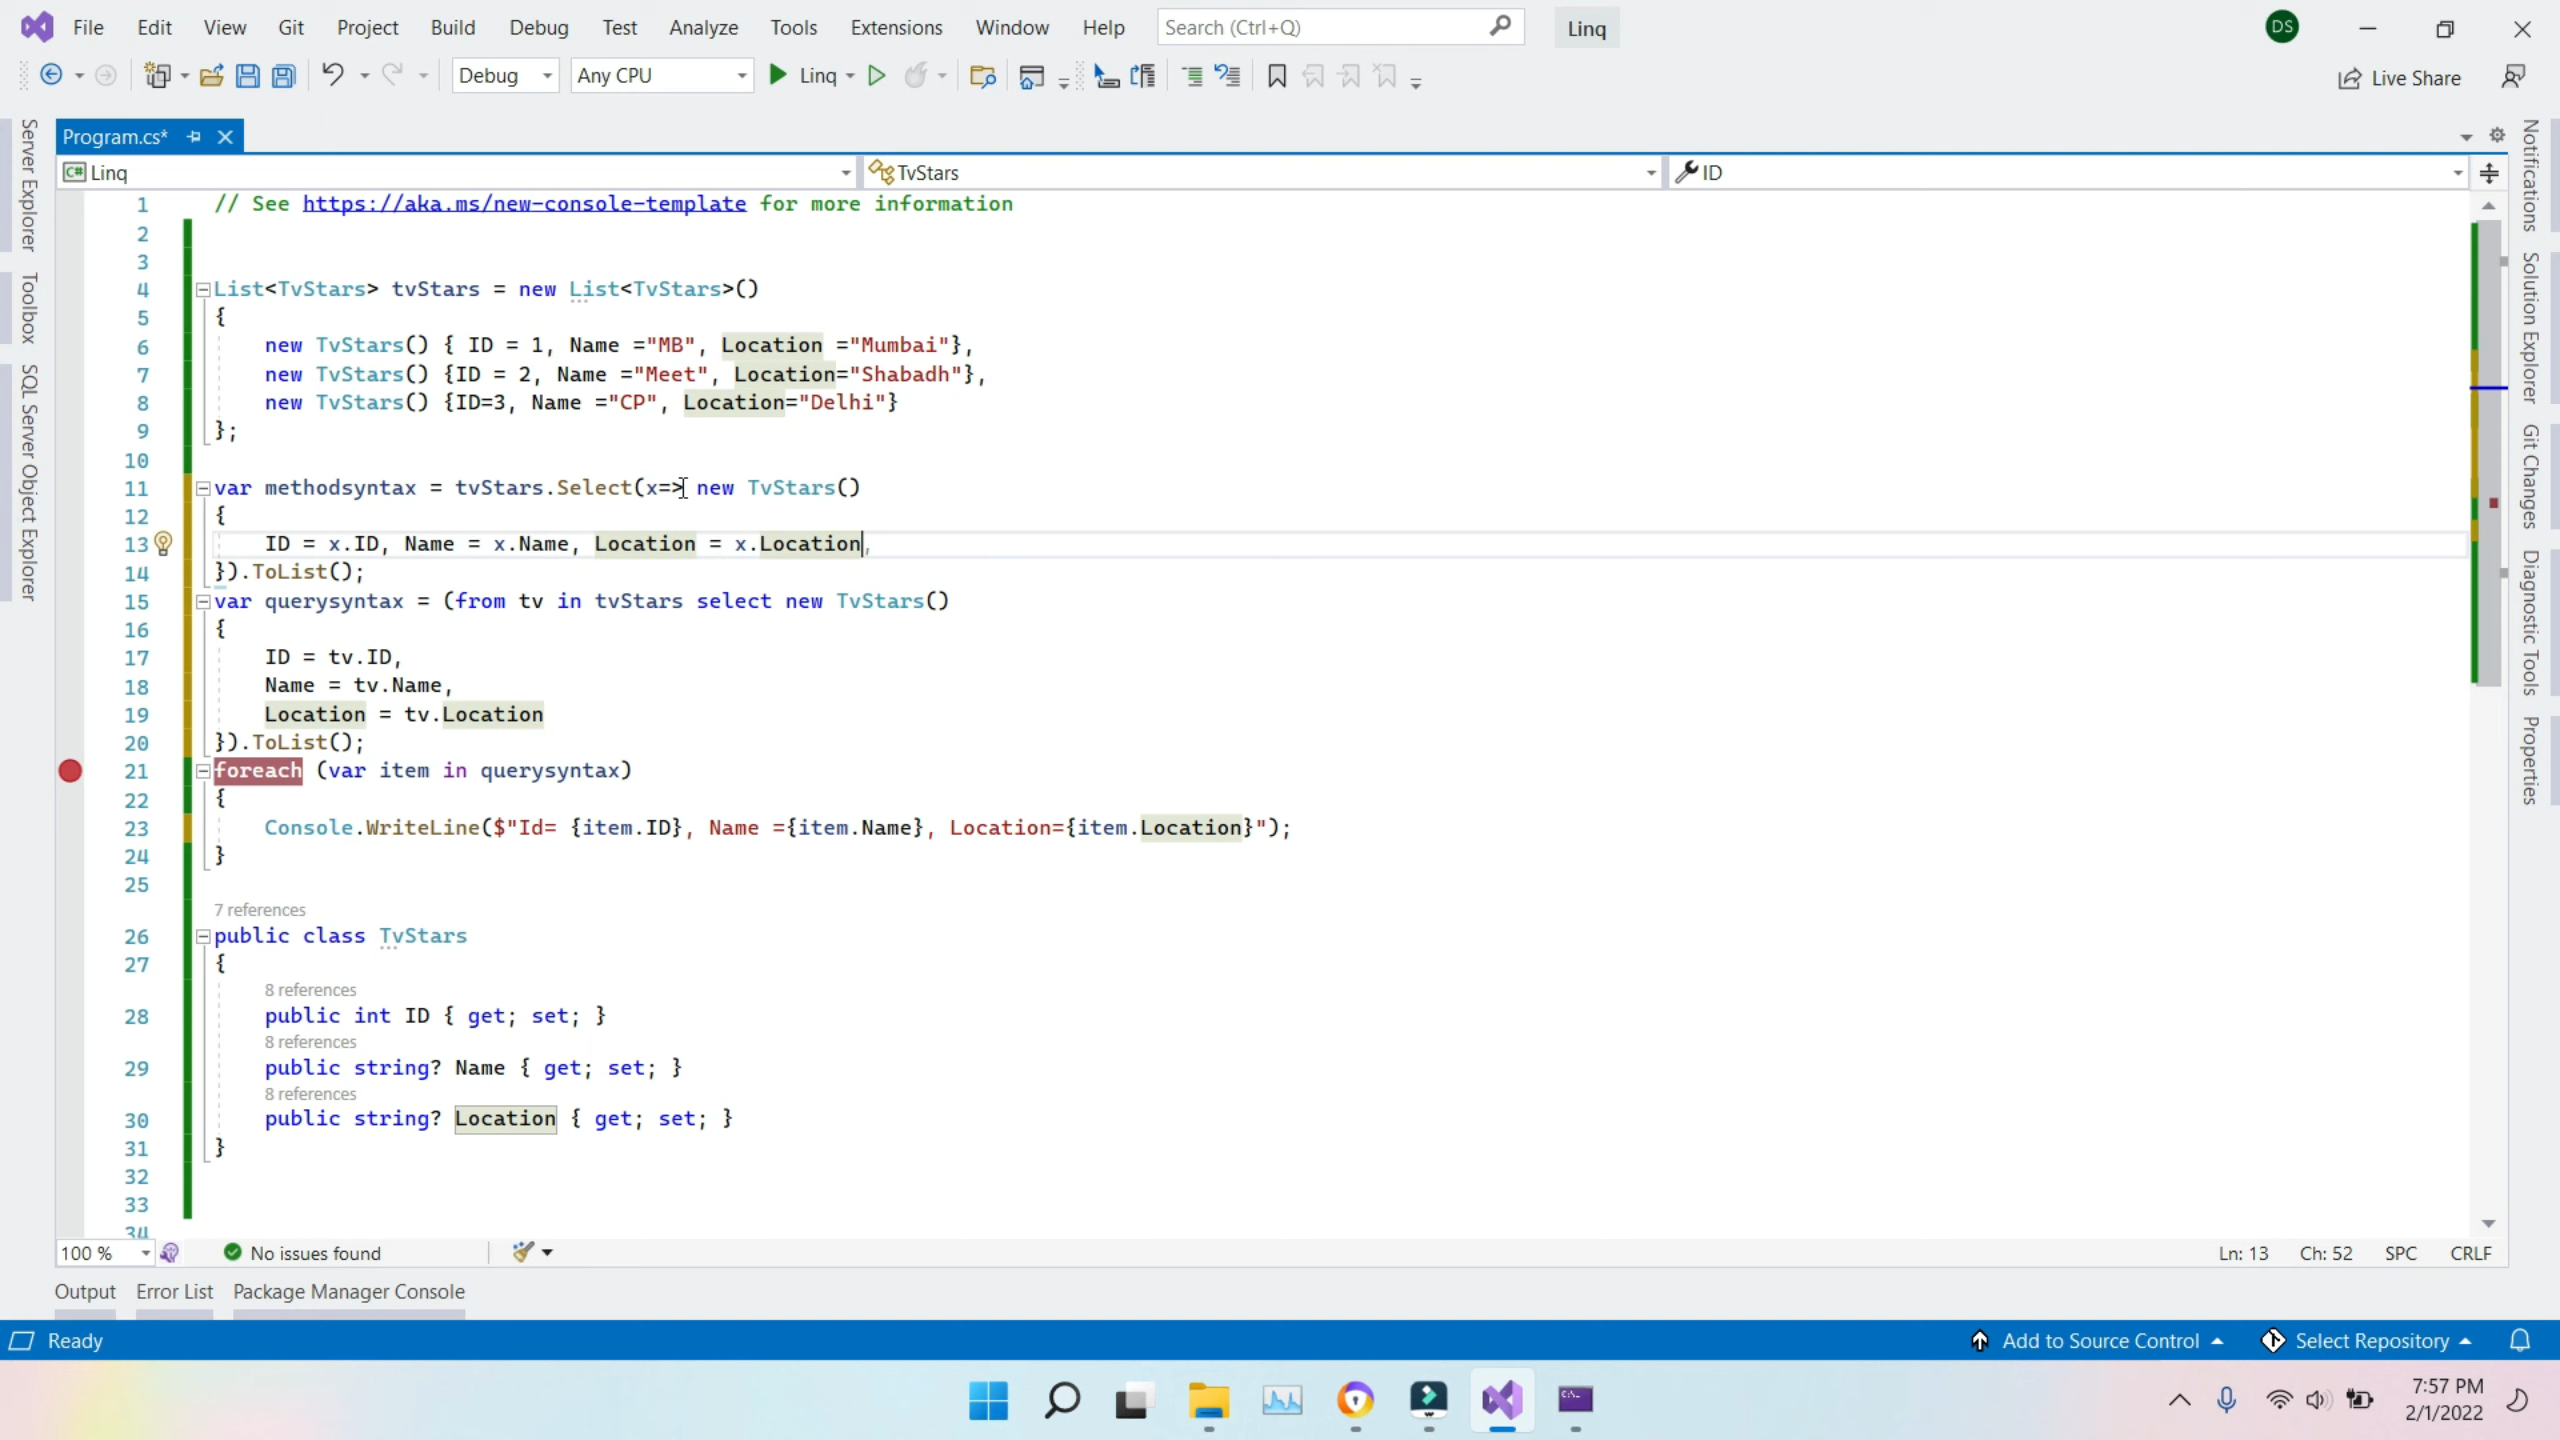 File Edit View Git Project Build Debug Test Analyze Tools Extensions Window Help Search (Ctrl+Q) Linq DS
Debug Any CPU Linq Live Share
Server Explorer
Toolbox
SQL Server Object Explorer
Program.cs*
C# Linq TvStars ID
1 // See https://aka.ms/new-console-template for more information
2
3
4 List<TvStars> tvStars = new List<TvStars>()
5 {
6 new TvStars() { ID = 1, Name ="MB", Location ="Mumbai"},
7 new TvStars() {ID = 2, Name ="Meet", Location="Shabadh"},
8 new TvStars() {ID=3, Name ="CP", Location="Delhi"}
9 };
10
11 var methodsyntax = tvStars.Select(x=> new TvStars()
12 {
13 ID = x.ID, Name = x.Name, Location = x.Location,
14 }).ToList();
15 var querysyntax = (from tv in tvStars select new TvStars()
16 {
17 ID = tv.ID,
18 Name = tv.Name,
19 Location = tv.Location
20 }).ToList();
21 foreach (var item in querysyntax)
22 {
23 Console.WriteLine($"Id= {item.ID}, Name ={item.Name}, Location={item.Location}");
24 }
25
7 references
26 public class TvStars
27 {
8 references
28 public int ID { get; set; }
8 references
29 public string? Name { get; set; }
8 references
30 public string? Location { get; set; }
31 }
32
33
34
Notifications
Solution Explorer
Git Changes
Diagnostic Tools
Properties
100 % No issues found Ln: 13 Ch: 52 SPC CRLF
Output Error List Package Manager Console
Ready Add to Source Control Select Repository
7:57 PM
2/1/2022